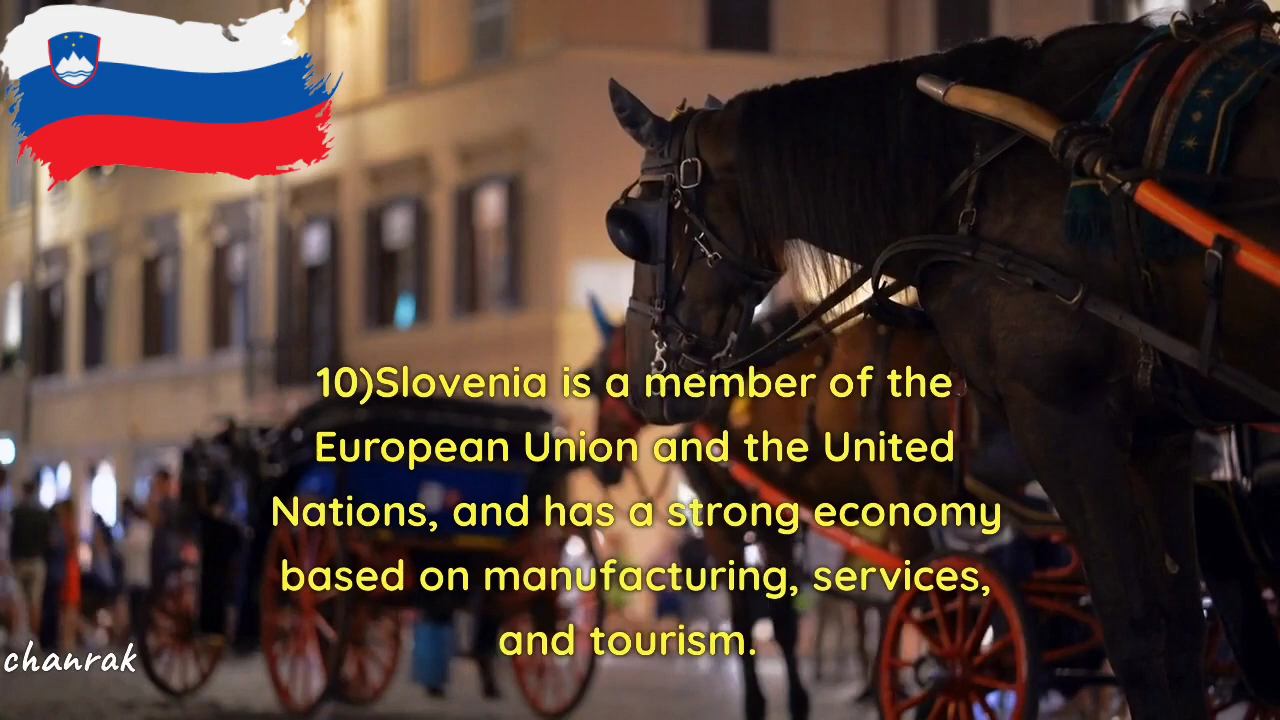 10)Slovenia is a member of the
European Union and the United
Nations, and has a strong economy
based on manufacturing, services,
and tourism.
chanrak